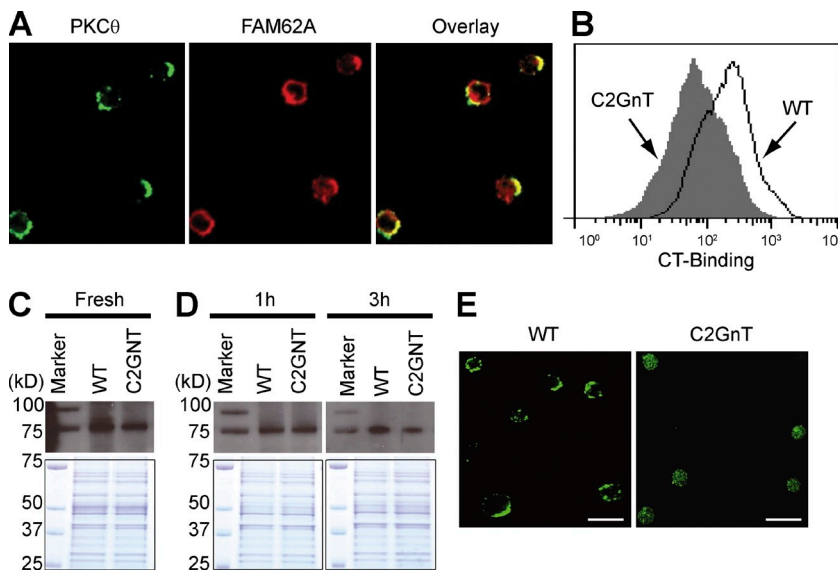 A
PKCθ
FAM62A
Overlay
B
C2GnT
WT
10⁰
10¹
10²
10³
10
CT-Binding
C
Fresh
(kD)
Marker
WT
C2GNT
100
75
75
50
37
25
D
1h
3h
(kD)
Marker
WT
C2GNT
Marker
WT
C2GNT
100
75
75
50
37
25
E
WT
C2GnT